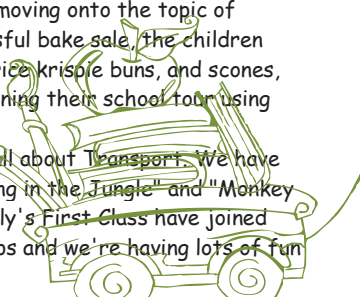 moving onto the topic of
sful bake sale, the children
rice krispie buns, and scones,
ning their school tour using
ll about Transport. We have
ng in the Jungle" and "Monkey
ly's First Class have joined
os and we're having lots of fun